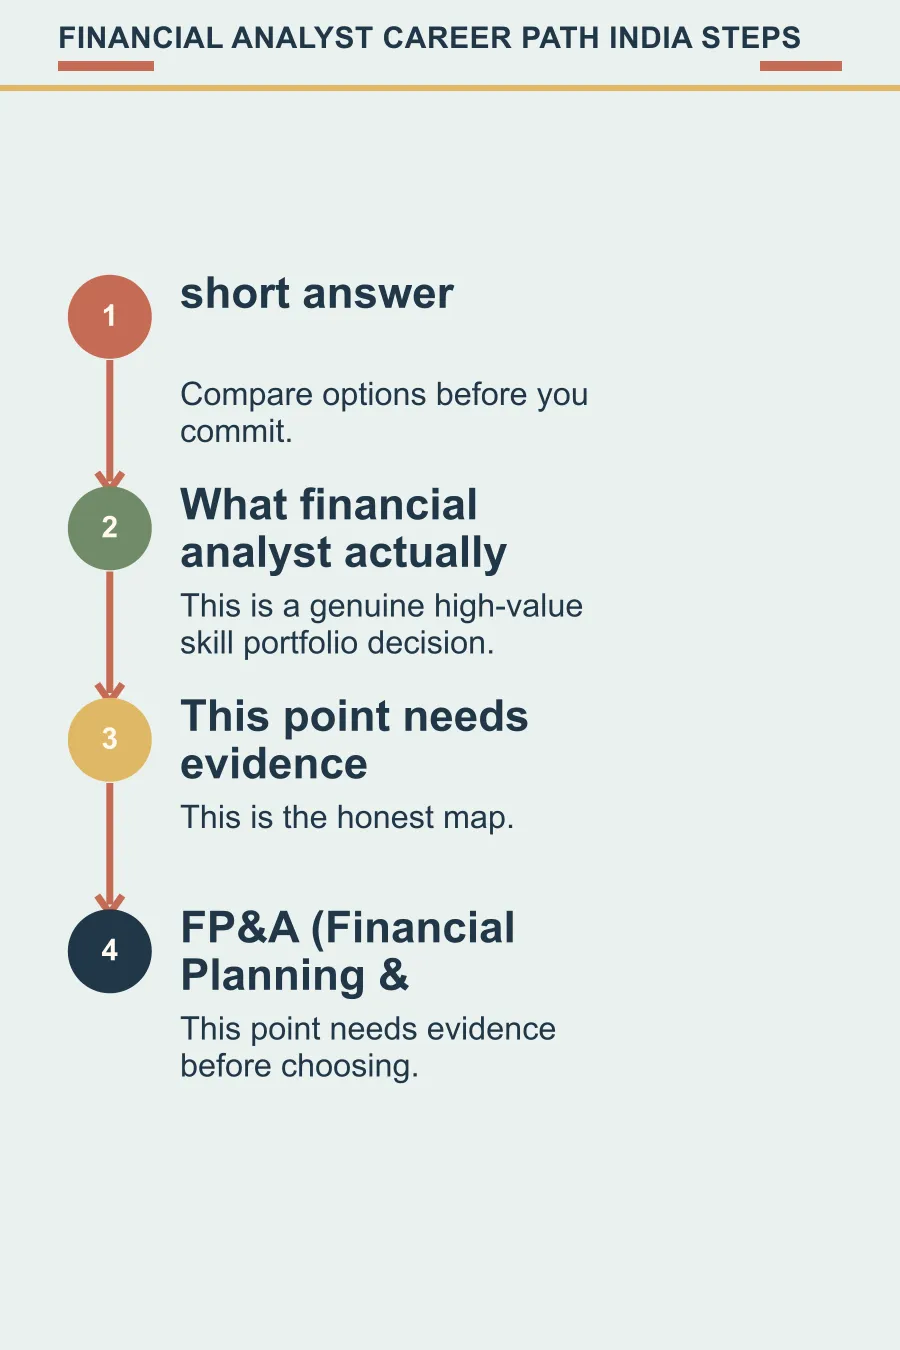 FINANCIAL ANALYST CAREER PATH INDIA STEPS
1
short answer
Compare options before you
commit.
2
What financial
analyst actually
This is a genuine high-value
skill portfolio decision.
3
This point needs
evidence
This is the honest map.
4
FP&A (Financial
Planning &
This point needs evidence
before choosing.